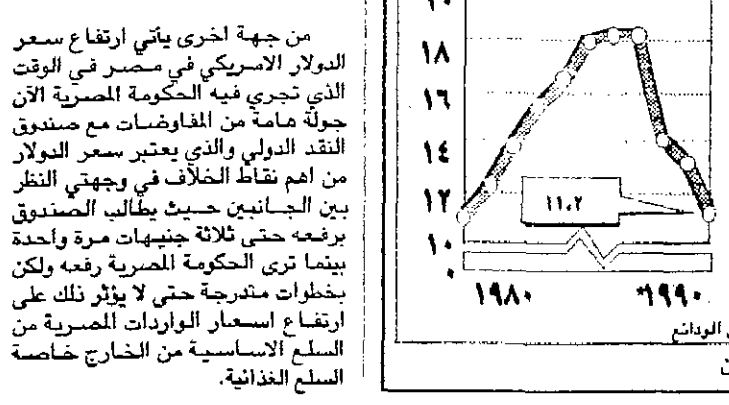 من جهة اخرى يأتي ارتفاع سعر
الدولار الامريكي في مصر في الوقت
الذي تجري فيه الحكومة المصرية الآن
جولة هامة من المفاوضات مع صندوق
النقد الدولي والذي يعتبر سعر الدولار
من اهم نقاط الخلاف في وجهتي النظر
بين الجانبين حيث يطالب الصندوق
برفعه حتى ثلاثة جنيهات مرة واحدة
بينما ترى الحكومة المصرية رفعه ولكن
بخطوات متدرجة حتى لا يؤثر ذلك على
ارتفاع اسعار الواردات المصرية من
السلع الاساسية من الخارج خاصة
السلع الغذائية.
١٨
١٦
١٤
١٢
١٠
٠
١١،٢
١٩٨٠
*١٩٩٠
الودائع